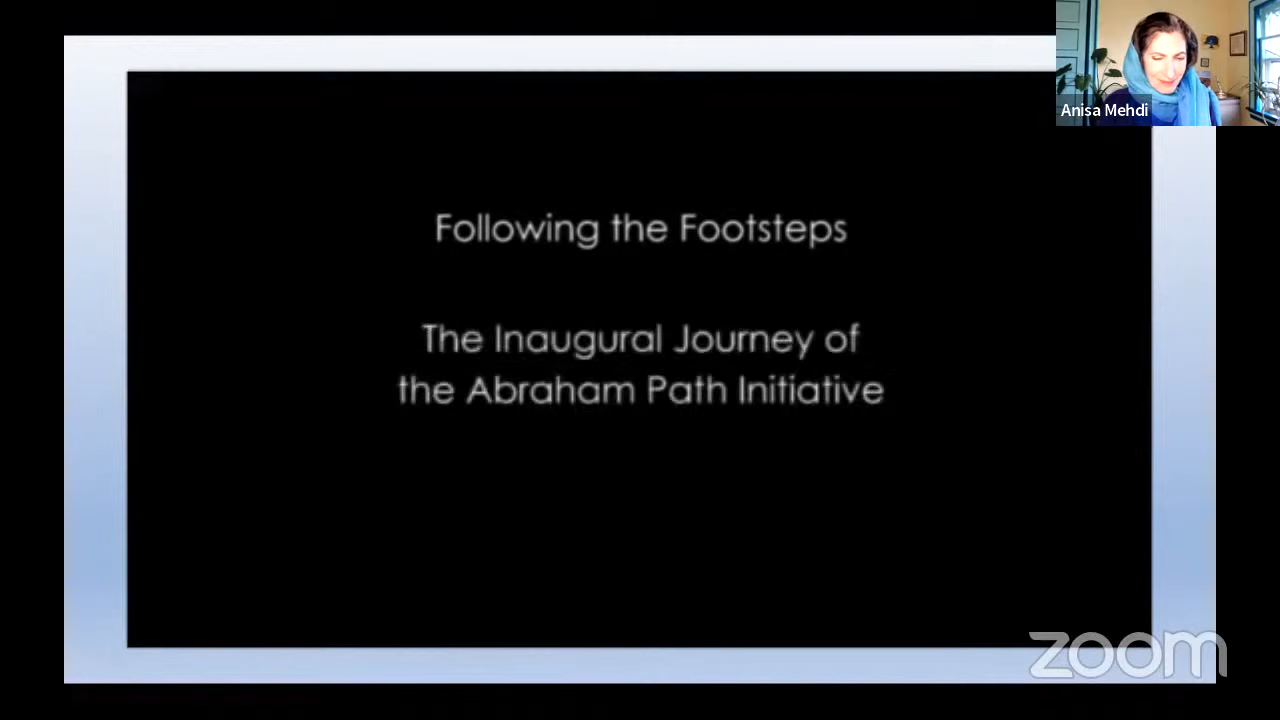 Anisa Mehdi
Following the Footsteps
The Inaugural Journey of
the Abraham Path Initiative
zoom